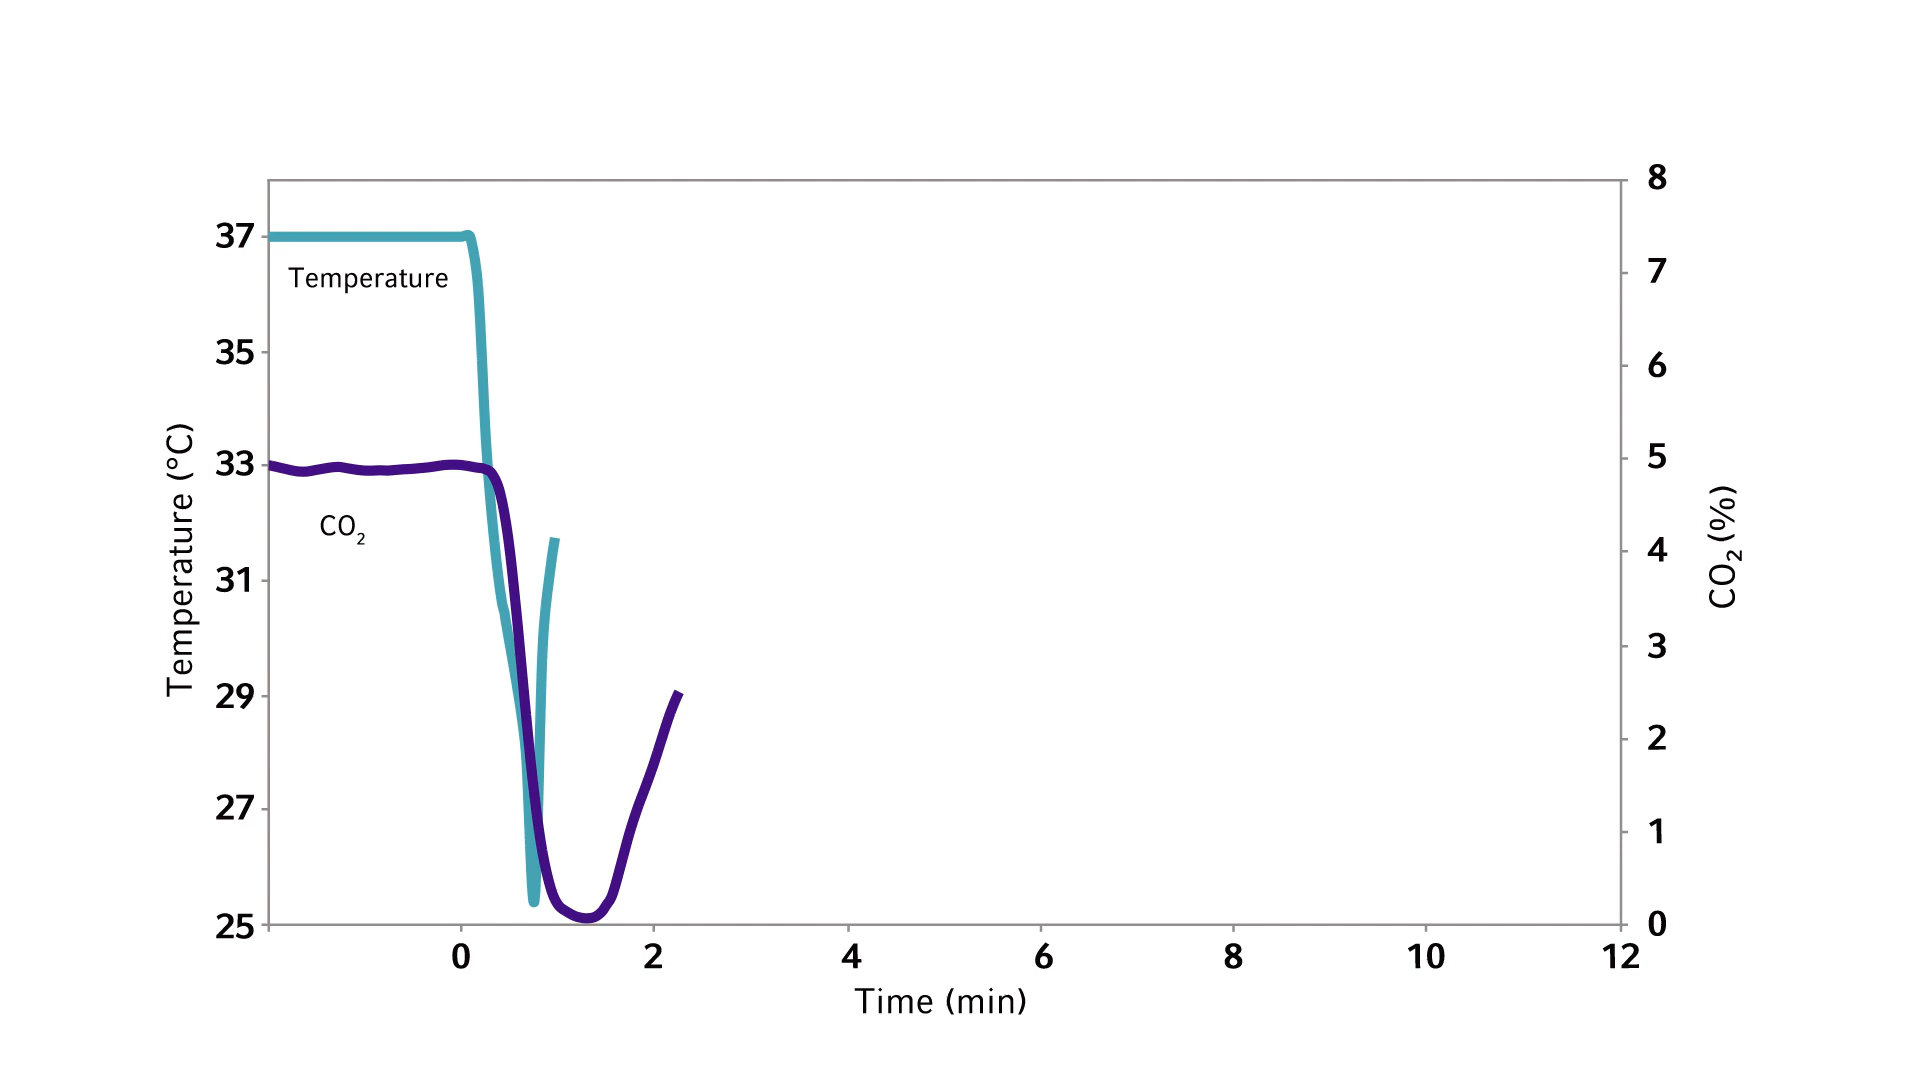 8
37
7
Temperature
35
6
33
5
CO₂
4
31
Temperature (°C)
CO₂ (%)
3
29
2
27
1
25
0
0 2 4 6 8 10 12
Time (min)